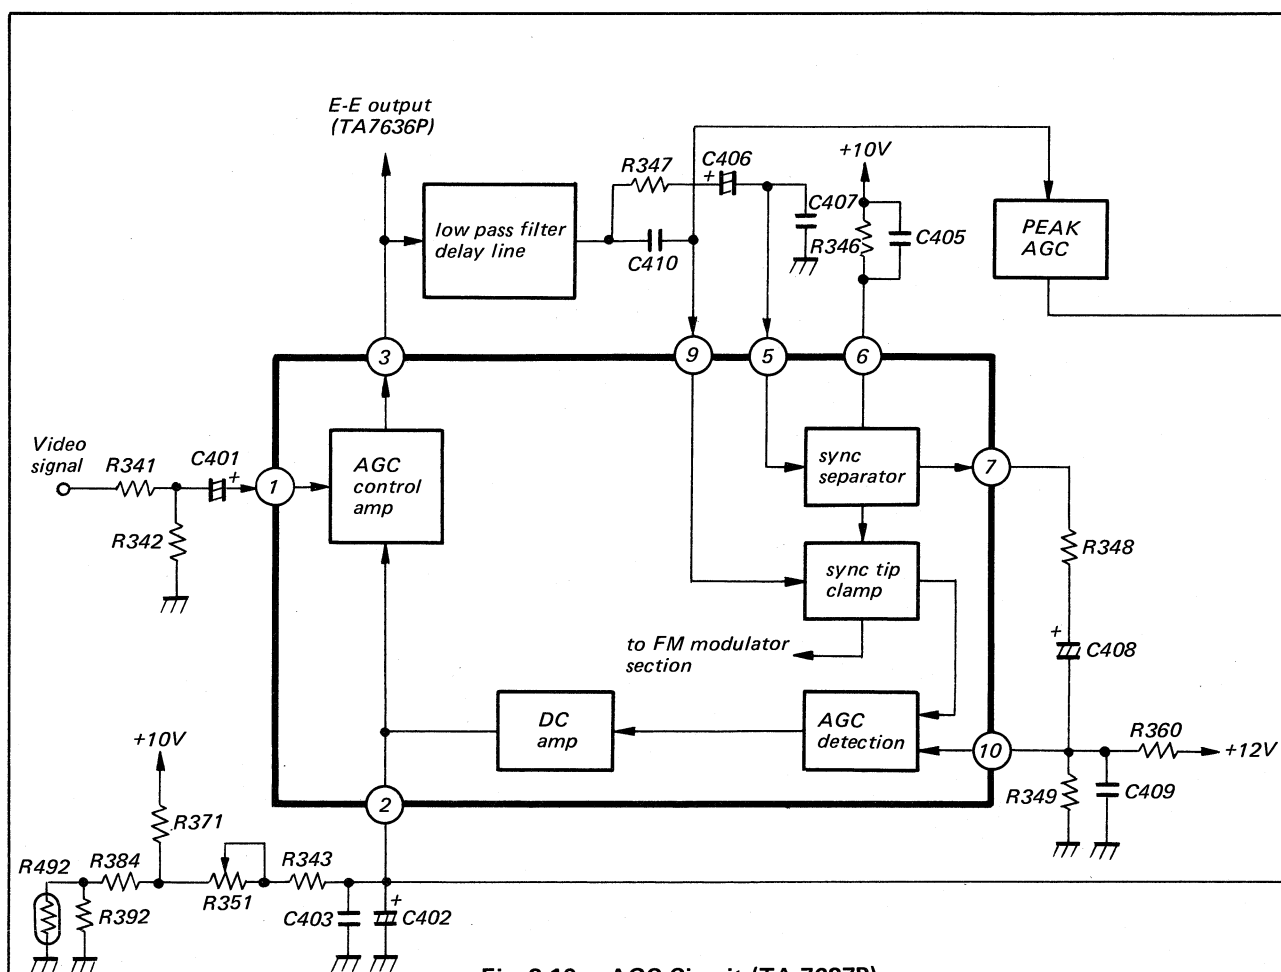 E-E output
(TA7636P)
low pass filter
delay line
R347
C406
+
C410
C407
+10V
R346
C405
PEAK
AGC
3
9
5
6
Video
signal
R341
C401
+
R342
1
AGC
control
amp
sync
separator
7
sync tip
clamp
to FM modulator
section
R348
+
C408
DC
amp
AGC
detection
10
R360
+12V
R349
C409
2
+10V
R371
R492
R384
R392
R351
R343
C403
+
C402